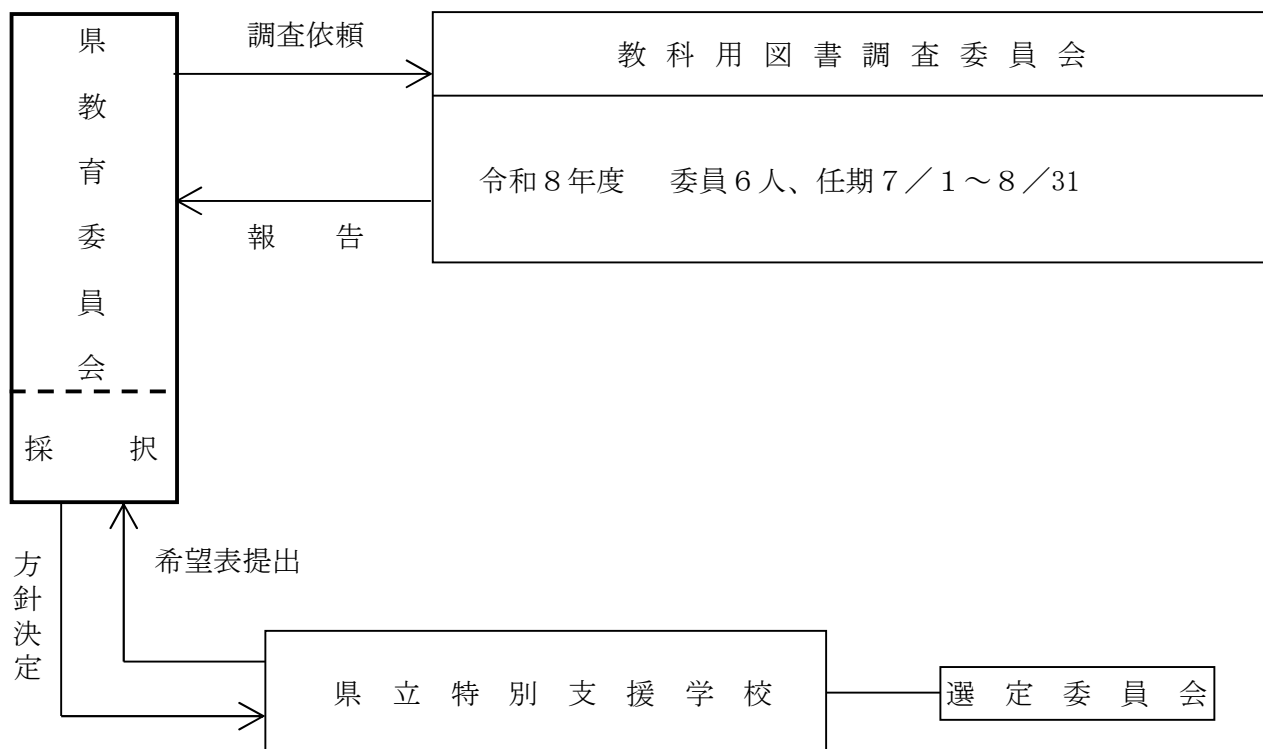 県教育委員会
採択
調査依頼
教科用図書調査委員会
令和８年度　委員６人、任期７／１～８／31
報告
方針決定
希望表提出
県立特別支援学校
選定委員会